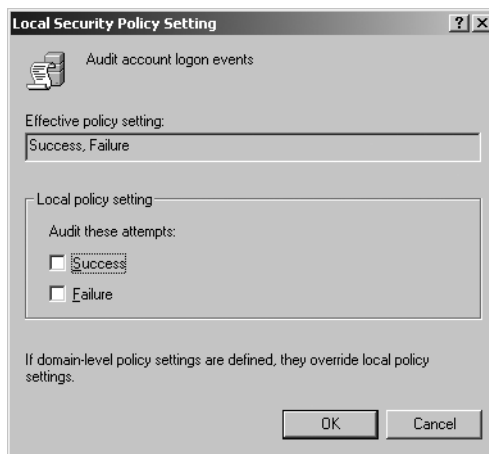 Local Security Policy Setting
Audit account logon events
Effective policy setting:
Success, Failure
Local policy setting
Audit these attempts:
Success
Failure
If domain-level policy settings are defined, they override local policy
settings.
OK Cancel